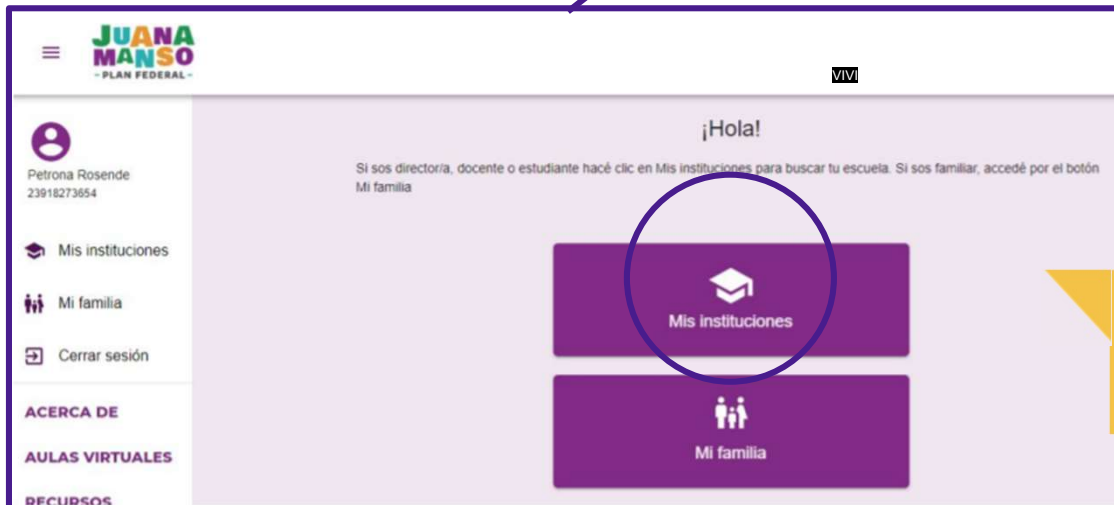 JUANA
MANSO
- PLAN FEDERAL -
VIVI
Petrona Rosende
23918273654
Mis instituciones
Mi familia
Cerrar sesión
ACERCA DE
AULAS VIRTUALES
RECURSOS
¡Hola!
Si sos director/a, docente o estudiante hacé clic en Mis instituciones para buscar tu escuela. Si sos familiar, accedé por el botón
Mi familia
Mis instituciones
Mi familia